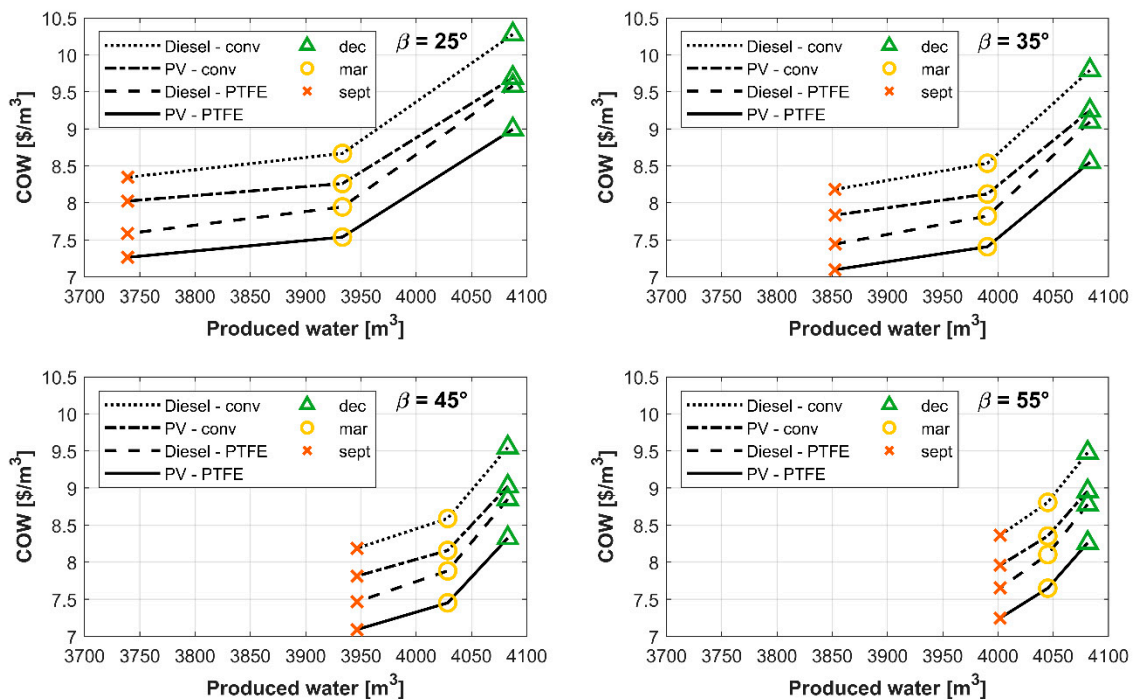 10.5
10
9.5
9
8.5
8
7.5
7
COW [$/m³]
Diesel - conv
PV - conv
Diesel - PTFE
PV - PTFE
dec
mar
sept
β = 25°
3700 3750 3800 3850 3900 3950 4000 4050 4100
Produced water [m³]
10.5
10
9.5
9
8.5
8
7.5
7
COW [$/m³]
Diesel - conv
PV - conv
Diesel - PTFE
PV - PTFE
dec
mar
sept
β = 35°
3700 3750 3800 3850 3900 3950 4000 4050 4100
Produced water [m³]
10.5
10
9.5
9
8.5
8
7.5
7
COW [$/m³]
Diesel - conv
PV - conv
Diesel - PTFE
PV - PTFE
dec
mar
sept
β = 45°
3700 3750 3800 3850 3900 3950 4000 4050 4100
Produced water [m³]
10.5
10
9.5
9
8.5
8
7.5
7
COW [$/m³]
Diesel - conv
PV - conv
Diesel - PTFE
PV - PTFE
dec
mar
sept
β = 55°
3700 3750 3800 3850 3900 3950 4000 4050 4100
Produced water [m³]